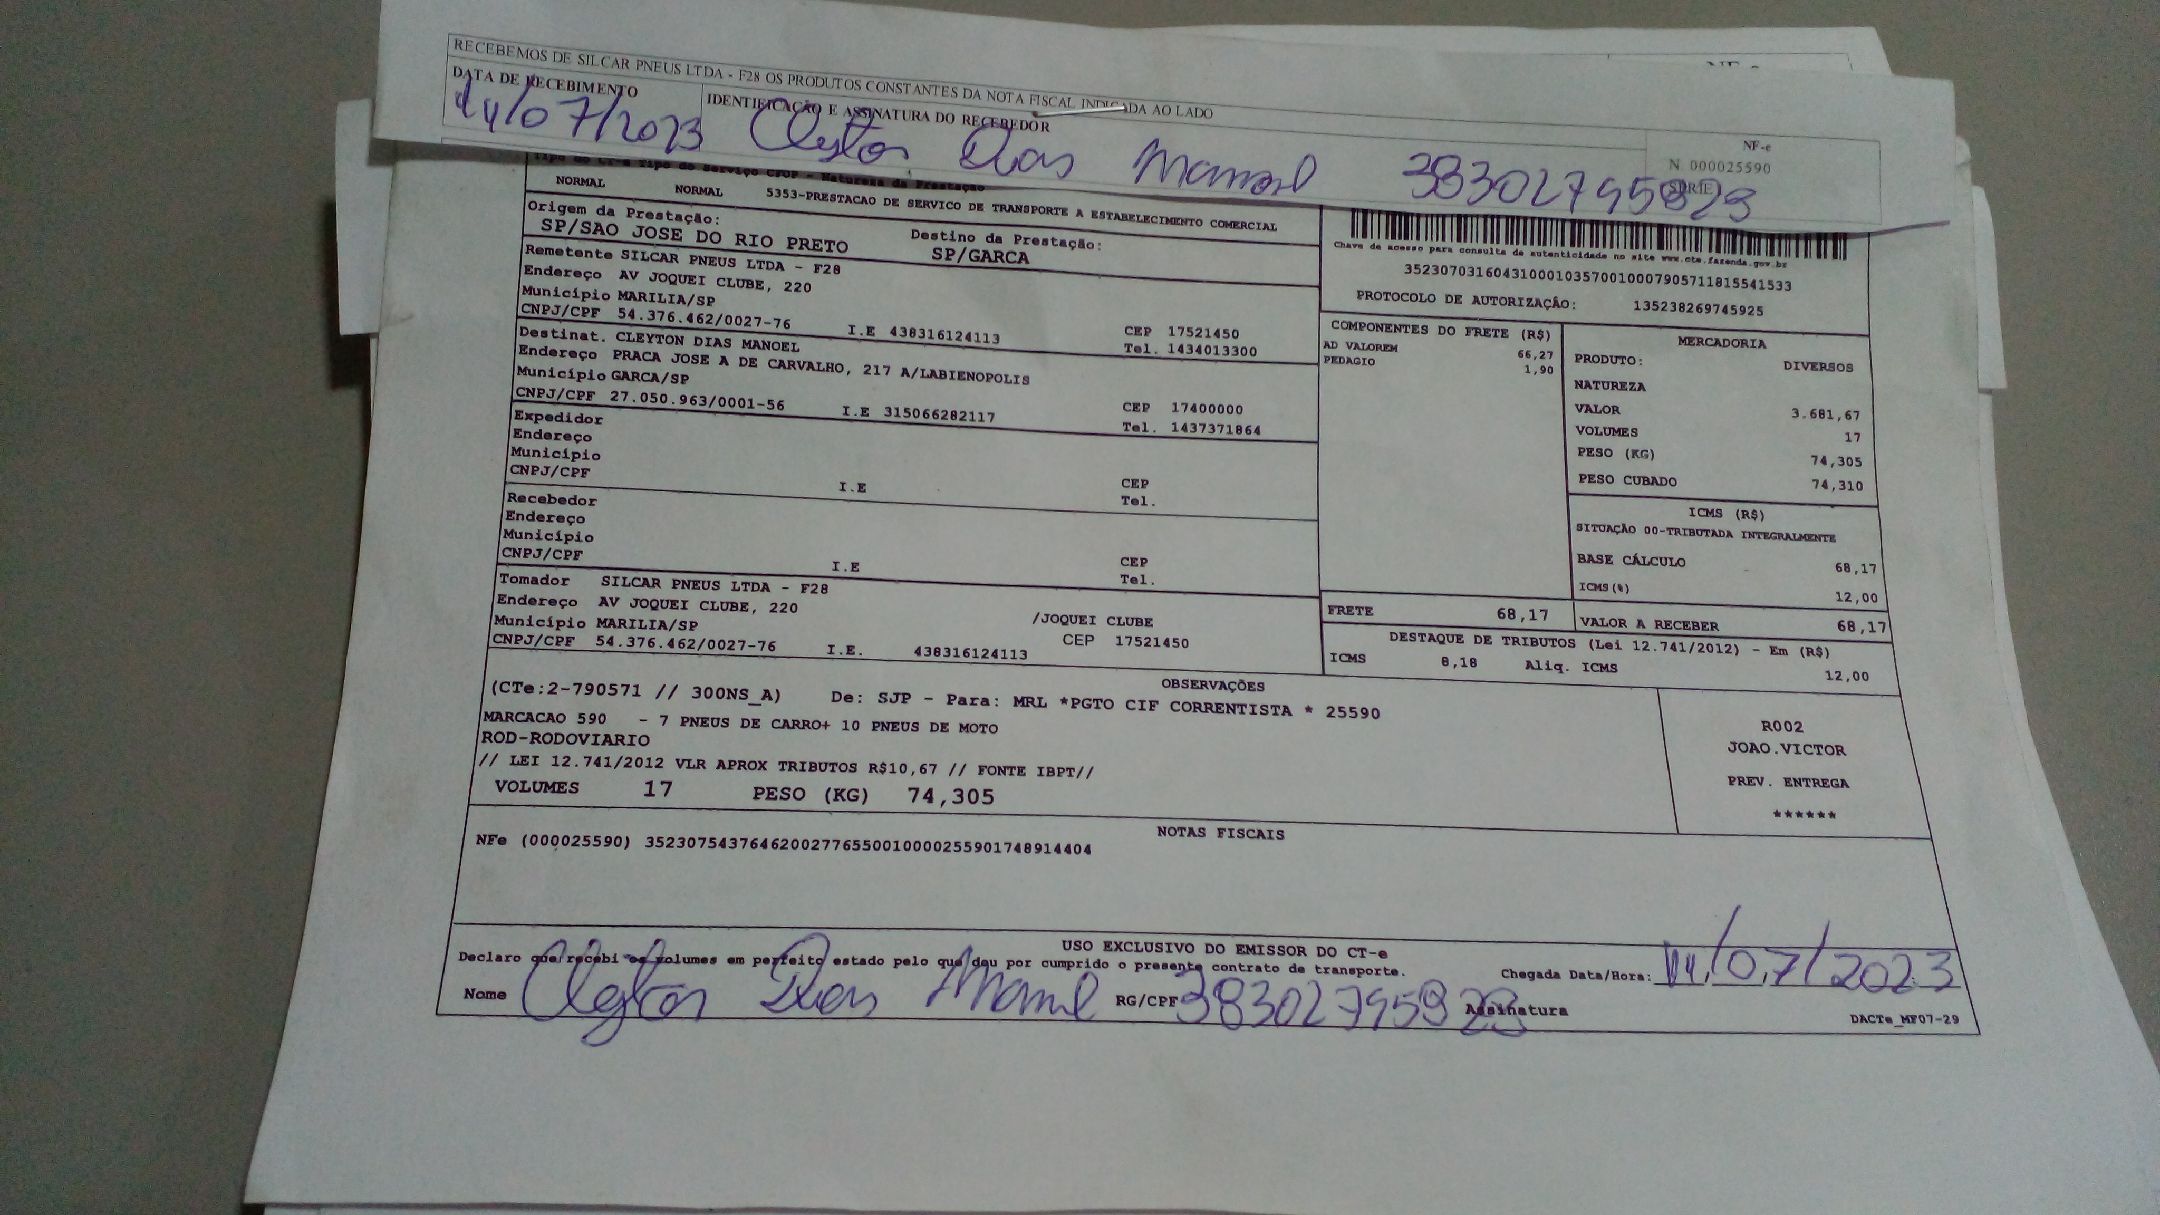 RECEBEMOS DE SILCAR PNEUS LTDA - F28 OS PRODUTOS CONSTANTES DA NOTA FISCAL INDICADA AO LADO
DATA DE RECEBIMENTO
IDENTIFICAÇÃO E ASSINATURA DO RECEBEDOR
14/07/2023 Cleyton Dias Manoel 38302795823
NF-e
N. 000025590
SÉRIE
Tipo do CT-e Tipo do Serviço CFOP - Natureza da Prestação
NORMAL NORMAL 5353-PRESTACAO DE SERVICO DE TRANSPORTE A ESTABELECIMENTO COMERCIAL
Origem da Prestação: Destino da Prestação:
SP/SAO JOSE DO RIO PRETO SP/GARCA
Remetente SILCAR PNEUS LTDA - F28
Endereço AV JOQUEI CLUBE, 220
Município MARILIA/SP CEP 17521450
CNPJ/CPF 54.376.462/0027-76 I.E 438316124113 Tel. 1434013300
Destinat. CLEYTON DIAS MANOEL
Endereço PRACA JOSE A DE CARVALHO, 217 A/LABIENOPOLIS
Município GARCA/SP CEP 17400000
CNPJ/CPF 27.050.963/0001-56 I.E 315066282117 Tel. 1437371864
Expedidor
Endereço
Município CEP
CNPJ/CPF I.E Tel.
Recebedor
Endereço
Município CEP
CNPJ/CPF I.E Tel.
Tomador SILCAR PNEUS LTDA - F28
Endereço AV JOQUEI CLUBE, 220 /JOQUEI CLUBE
Município MARILIA/SP CEP 17521450
CNPJ/CPF 54.376.462/0027-76 I.E. 438316124113
Chave de acesso para consulta de autenticidade no site www.cte.fazenda.gov.br
35230703160431000103570010007905711815541533
PROTOCOLO DE AUTORIZAÇÃO: 135238269745925
COMPONENTES DO FRETE (R$)
AD VALOREM 66,27
PEDAGIO 1,90
MERCADORIA
PRODUTO: DIVERSOS
NATUREZA
VALOR 3.681,67
VOLUMES 17
PESO (KG) 74,305
PESO CUBADO 74,310
ICMS (R$)
SITUAÇÃO 00-TRIBUTADA INTEGRALMENTE
BASE CÁLCULO 68,17
ICMS(%) 12,00
FRETE 68,17 VALOR A RECEBER 68,17
DESTAQUE DE TRIBUTOS (Lei 12.741/2012) - Em (R$)
ICMS 8,18 Aliq. ICMS 12,00
OBSERVAÇÕES
(CTe:2-790571 // 300NS_A) De: SJP - Para: MRL *PGTO CIF CORRENTISTA * 25590
MARCACAO 590 - 7 PNEUS DE CARRO+ 10 PNEUS DE MOTO
ROD-RODOVIARIO
// LEI 12.741/2012 VLR APROX TRIBUTOS R$10,67 // FONTE IBPT//
VOLUMES 17 PESO (KG) 74,305
R002
JOAO.VICTOR
PREV. ENTREGA
******
NOTAS FISCAIS
NFe (000025590) 35230754376462002776550010000255901748914404
USO EXCLUSIVO DO EMISSOR DO CT-e
Declaro que recebi os volumes em perfeito estado pelo que dou por cumprido o presente contrato de transporte. Chegada Data/Hora: 14/07/2023
Nome Cleyton Dias Manoel RG/CPF 38302795823 Assinatura
DACTe_MF07-29